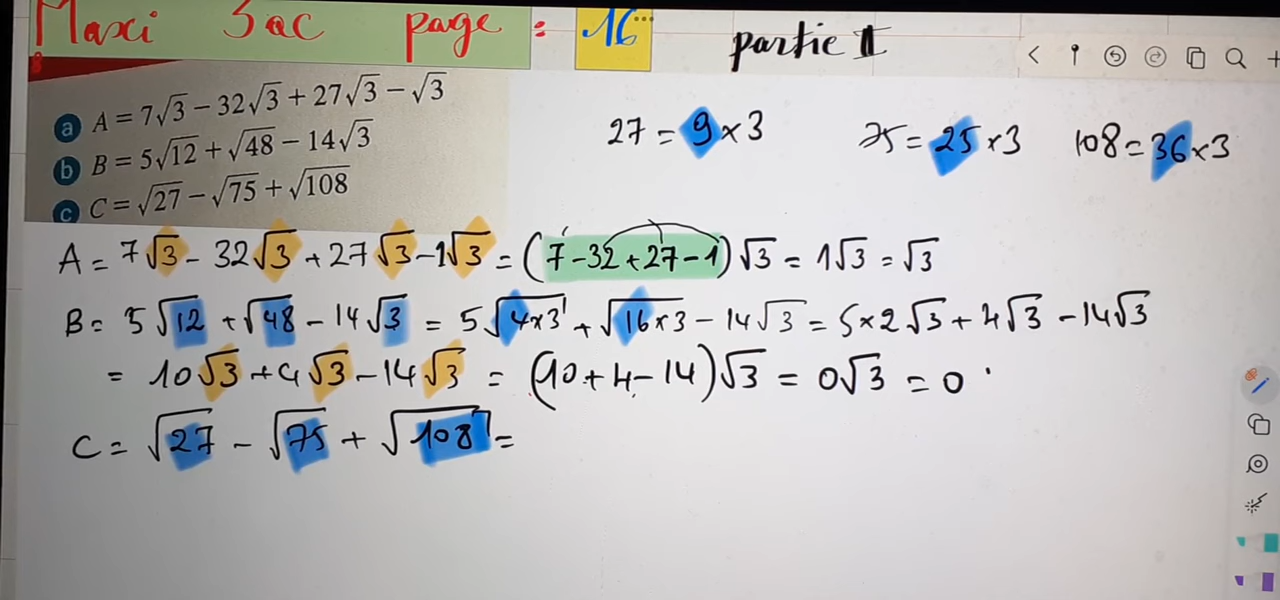 Maxi Sac page : 16 partie I
a A = 7√3 − 32√3 + 27√3 − √3
b B = 5√12 + √48 − 14√3
c C = √27 − √75 + √108
27 = 9 × 3 75 = 25 × 3 108 = 36 × 3
A = 7√3 − 32√3 + 27√3 − 1√3 = (7 − 32 + 27 − 1)√3 = 1√3 = √3
B = 5√12 + √48 − 14√3 = 5√4×3 + √16×3 − 14√3 = 5×2√3 + 4√3 − 14√3
= 10√3 + 4√3 − 14√3 = (10 + 4 − 14)√3 = 0√3 = 0
C = √27 − √75 + √108 =